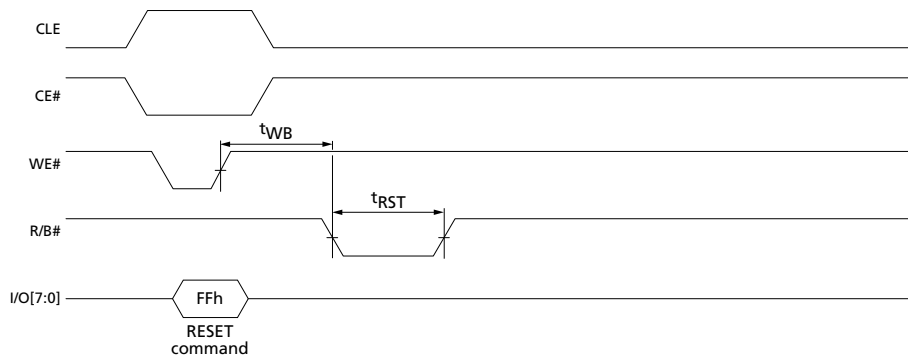 CLE
CE#
tWB
WE#
tRST
R/B#
I/O[7:0]
FFh
RESET
command